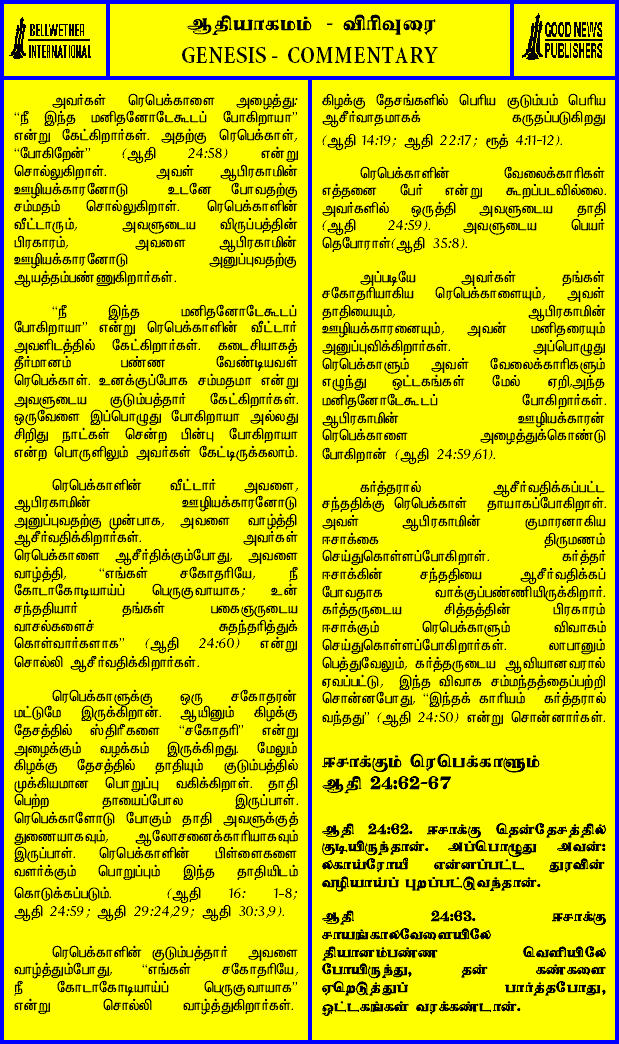 BELLWETHER
INTERNATIONAL
ஆதியாகமம் - விரிவுரை
GENESIS - COMMENTARY
GOOD NEWS
PUBLISHERS
அவர்கள் ரெபெக்காளை அழைத்து:
“நீ இந்த மனிதனோடேகூடப் போகிறாயா”
என்று கேட்கிறார்கள். அதற்கு ரெபெக்காள்,
“போகிறேன்” (ஆதி 24:58) என்று
சொல்லுகிறாள். அவள் ஆபிரகாமின்
ஊழியக்காரனோடு உடனே போவதற்கு
சம்மதம் சொல்லுகிறாள். ரெபெக்காளின்
வீட்டாரும், அவளுடைய விருப்பத்தின்
பிரகாரம், அவளை ஆபிரகாமின்
ஊழியக்காரனோடு அனுப்புவதற்கு
ஆயத்தம்பண்ணுகிறார்கள்.
“நீ இந்த மனிதனோடேகூடப்
போகிறாயா” என்று ரெபெக்காளின் வீட்டார்
அவளிடத்தில் கேட்கிறார்கள். கடைசியாகத்
தீர்மானம் பண்ண வேண்டியவள்
ரெபெக்காள். உனக்குப்போக சம்மதமா என்று
அவளுடைய குடும்பத்தார் கேட்கிறார்கள்.
ஒருவேளை இப்பொழுது போகிறாயா அல்லது
சிறிது நாட்கள் சென்ற பின்பு போகிறாயா
என்ற பொருளிலும் அவர்கள் கேட்டிருக்கலாம்.
ரெபெக்காளின் வீட்டார் அவளை,
ஆபிரகாமின் ஊழியக்காரனோடு
அனுப்புவதற்கு முன்பாக, அவளை வாழ்த்தி
ஆசீர்வதிக்கிறார்கள். அவர்கள்
ரெபெக்காளை ஆசீர்திக்கும்போது, அவளை
வாழ்த்தி, “எங்கள் சகோதரியே, நீ
கோடாகோடியாய்ப் பெருகுவாயாக; உன்
சந்ததியார் தங்கள் பகைஞருடைய
வாசல்களைச் சுதந்தரித்துக்
கொள்வார்களாக” (ஆதி 24:60) என்று
சொல்லி ஆசீர்வதிக்கிறார்கள்.
ரெபெக்காளுக்கு ஒரு சகோதரன்
மட்டுமே இருக்கிறான். ஆயினும் கிழக்கு
தேசத்தில் ஸ்திரீகளை “சகோதரி” என்று
அழைக்கும் வழக்கம் இருக்கிறது. மேலும்
கிழக்கு தேசத்தில் தாதியும் குடும்பத்தில்
முக்கியமான பொறுப்பு வகிக்கிறாள். தாதி
பெற்ற தாயைப்போல இருப்பாள்.
ரெபெக்காளோடு போகும் தாதி அவளுக்குத்
துணையாகவும், ஆலோசனைக்காரியாகவும்
இருப்பாள். ரெபெக்காளின் பிள்ளைகளை
வளர்க்கும் பொறுப்பும் இந்த தாதியிடம்
கொடுக்கப்படும். (ஆதி 16: 1-8;
ஆதி 24:59; ஆதி 29:24,29; ஆதி 30:3,9).
ரெபெக்காளின் குடும்பத்தார் அவளை
வாழ்த்தும்போது, “எங்கள் சகோதரியே,
நீ கோடாகோடியாய்ப் பெருகுவாயாக”
என்று சொல்லி வாழ்த்துகிறார்கள்.
கிழக்கு தேசங்களில் பெரிய குடும்பம் பெரிய
ஆசீர்வாதமாகக் கருதப்படுகிறது
(ஆதி 14:19; ஆதி 22:17; ரூத் 4:11-12).
ரெபெக்காளின் வேலைக்காரிகள்
எத்தனை பேர் என்று கூறப்படவில்லை.
அவர்களில் ஒருத்தி அவளுடைய தாதி
(ஆதி 24:59). அவளுடைய பெயர்
தெபோராள்(ஆதி 35:8).
அப்படியே அவர்கள் தங்கள்
சகோதரியாகிய ரெபெக்காளையும், அவள்
தாதியையும், ஆபிரகாமின்
ஊழியக்காரனையும், அவன் மனிதரையும்
அனுப்புவிக்கிறார்கள். அப்பொழுது
ரெபெக்காளும் அவள் வேலைக்காரிகளும்
எழுந்து ஒட்டகங்கள் மேல் ஏறி,அந்த
மனிதனோடேகூடப் போகிறார்கள்.
ஆபிரகாமின் ஊழியக்காரன்
ரெபெக்காளை அழைத்துக்கொண்டு
போகிறான் (ஆதி 24:59,61).
கர்த்தரால் ஆசீர்வதிக்கப்பட்ட
சந்ததிக்கு ரெபெக்காள் தாயாகப்போகிறாள்.
அவள் ஆபிரகாமின் குமாரனாகிய
ஈசாக்கை திருமணம்
செய்துகொள்ளப்போகிறாள். கர்த்தர்
ஈசாக்கின் சந்ததியை ஆசீர்வதிக்கப்
போவதாக வாக்குப்பண்ணியிருக்கிறார்.
கர்த்தருடைய சித்தத்தின் பிரகாரம்
ஈசாக்கும் ரெபெக்காளும் விவாகம்
செய்துகொள்ளப்போகிறார்கள். லாபானும்
பெத்துவேலும், கர்த்தருடைய ஆவியானவரால்
ஏவப்பட்டு, இந்த விவாக சம்மந்தத்தைப்பற்றி
சொன்னபோது, “இந்தக் காரியம் கர்த்தரால்
வந்தது” (ஆதி 24:50) என்று சொன்னார்கள்.
ஈசாக்கும் ரெபெக்காளும்
ஆதி 24:62-67
ஆதி 24:62. ஈசாக்கு தென்தேசத்தில்
குடியிருந்தான். அப்பொழுது அவன்:
லகாய்ரோயீ என்னப்பட்ட துரவின்
வழியாய்ப் புறப்பட்டுவந்தான்.
ஆதி 24:63. ஈசாக்கு
சாயங்காலவேளையிலே
தியானம்பண்ண வெளியிலே
போயிருந்து, தன் கண்களை
ஏறெடுத்துப் பார்த்தபோது,
ஒட்டகங்கள் வரக்கண்டான்.